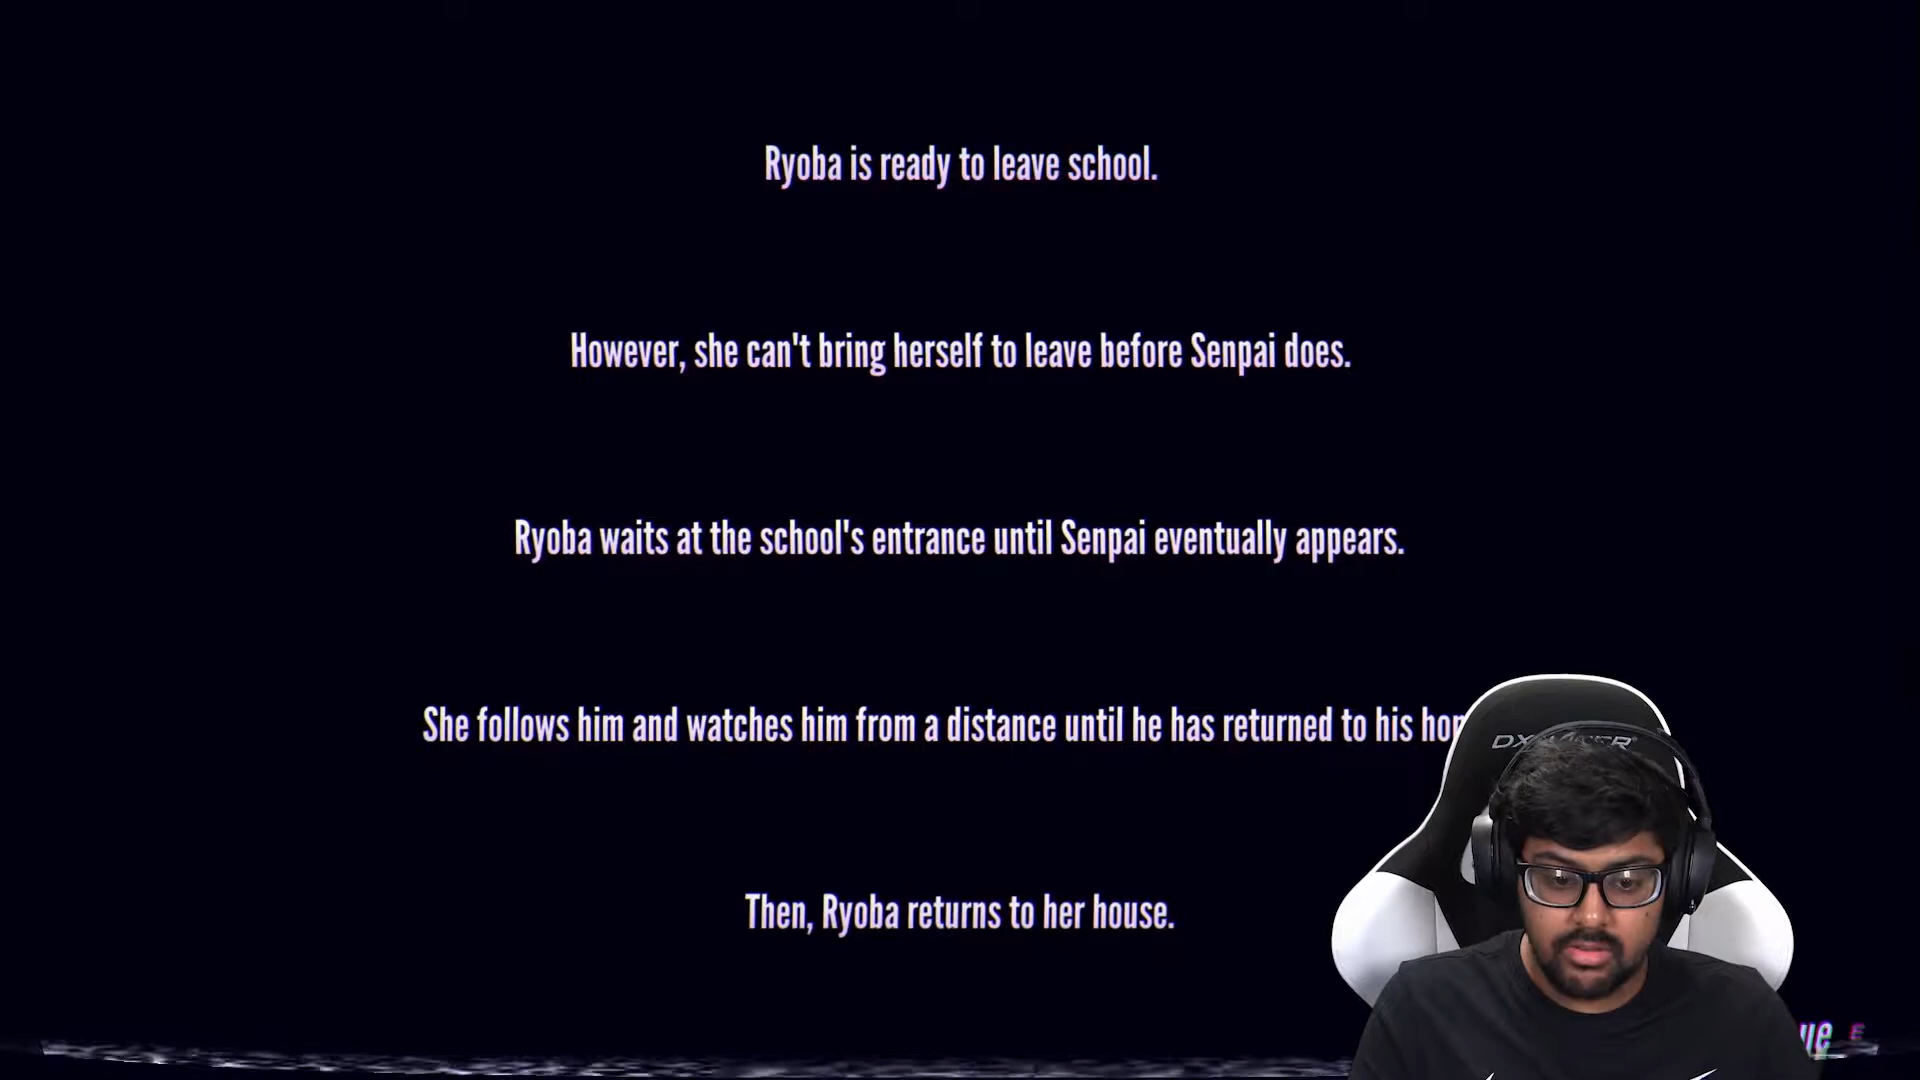 Ryoba is ready to leave school.
However, she can't bring herself to leave before Senpai does.
Ryoba waits at the school's entrance until Senpai eventually appears.
She follows him and watches him from a distance until he has returned to his
Then, Ryoba returns to her house.
E